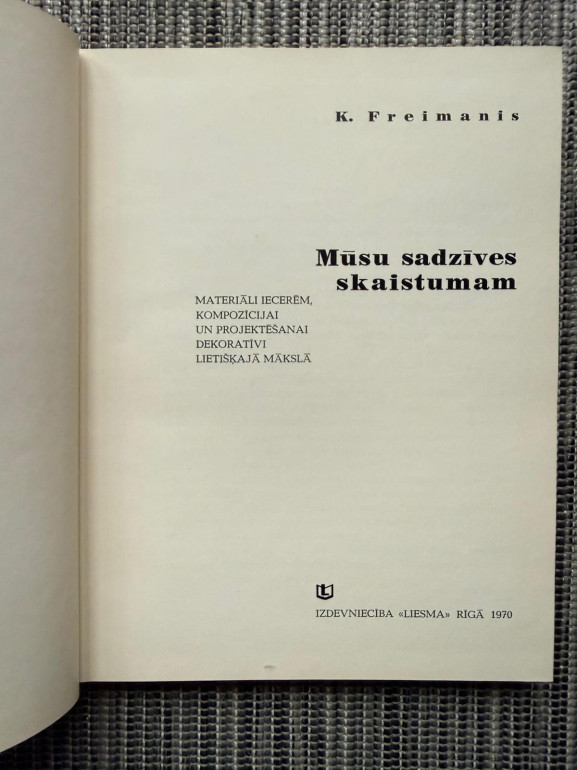 K. Freimanis
Mūsu sadzīves
skaistumam
MATERIĀLI IECERĒM,
KOMPOZĪCIJAI
UN PROJEKTĒŠANAI
DEKORATĪVI
LIETIŠĶAJĀ MĀKSLĀ
IZDEVNIECĪBA «LIESMA» RĪGĀ 1970